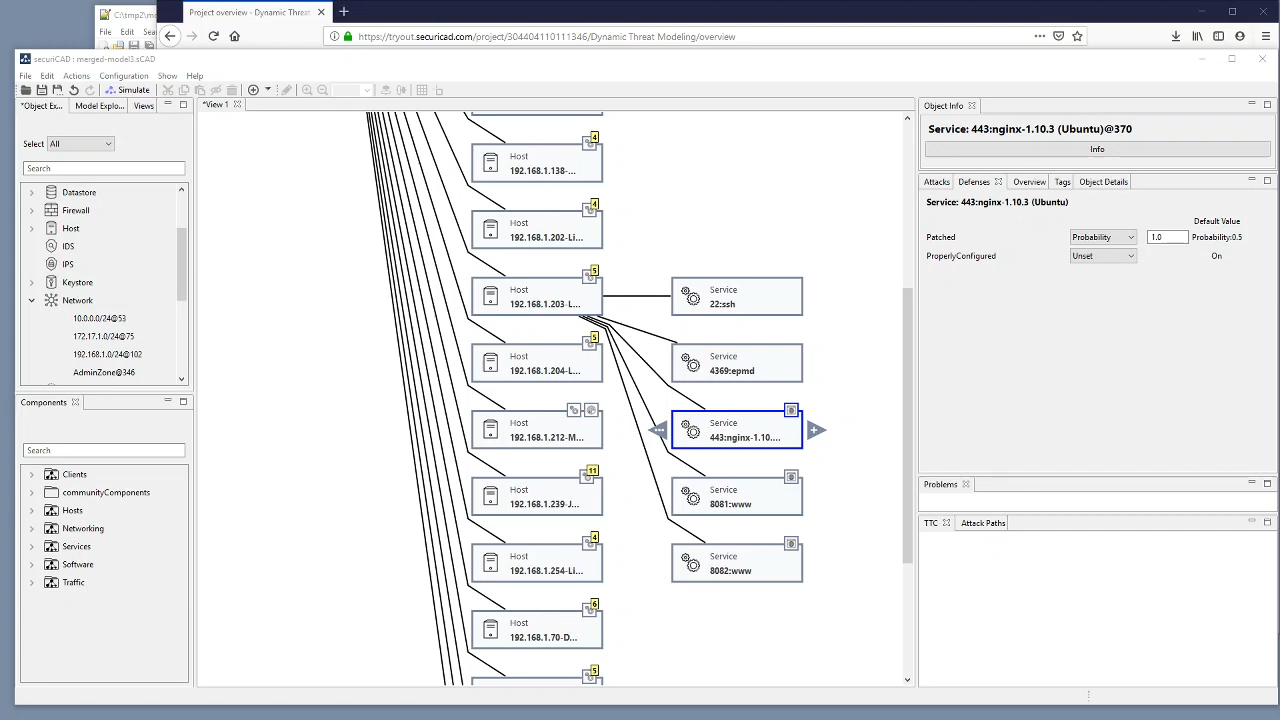 C:\tmp2\m
File Edit Sea
Project overview - Dynamic Threat
https://tryout.securicad.com/project/304404110111346/Dynamic Threat Modeling/overview
securiCAD : merged-model3.sCAD
File Edit Actions Configuration Show Help
Simulate
*Object Ex... Model Explo... Views
Select All
Search
Datastore
Firewall
Host
IDS
IPS
Keystore
Network
10.0.0.0/24@53
172.17.1.0/24@75
192.168.1.0/24@102
AdminZone@346
Components
Search
Clients
communityComponents
Hosts
Networking
Services
Software
Traffic
*View 1
4
Host
192.168.1.138-...
4
Host
192.168.1.202-Li...
5
Host
192.168.1.203-L...
5
Host
192.168.1.204-L...
Host
192.168.1.212-M...
11
Host
192.168.1.239-J...
4
Host
192.168.1.254-Li...
6
Host
192.168.1.70-D...
5
Service
22:ssh
Service
4369:epmd
Service
443:nginx-1.10....
Service
8081:www
Service
8082:www
Object Info
Service: 443:nginx-1.10.3 (Ubuntu)@370
Info
Attacks Defenses Overview Tags Object Details
Service: 443:nginx-1.10.3 (Ubuntu)
Default Value
Patched Probability 1.0 Probability:0.5
ProperlyConfigured Unset On
Problems
TTC Attack Paths